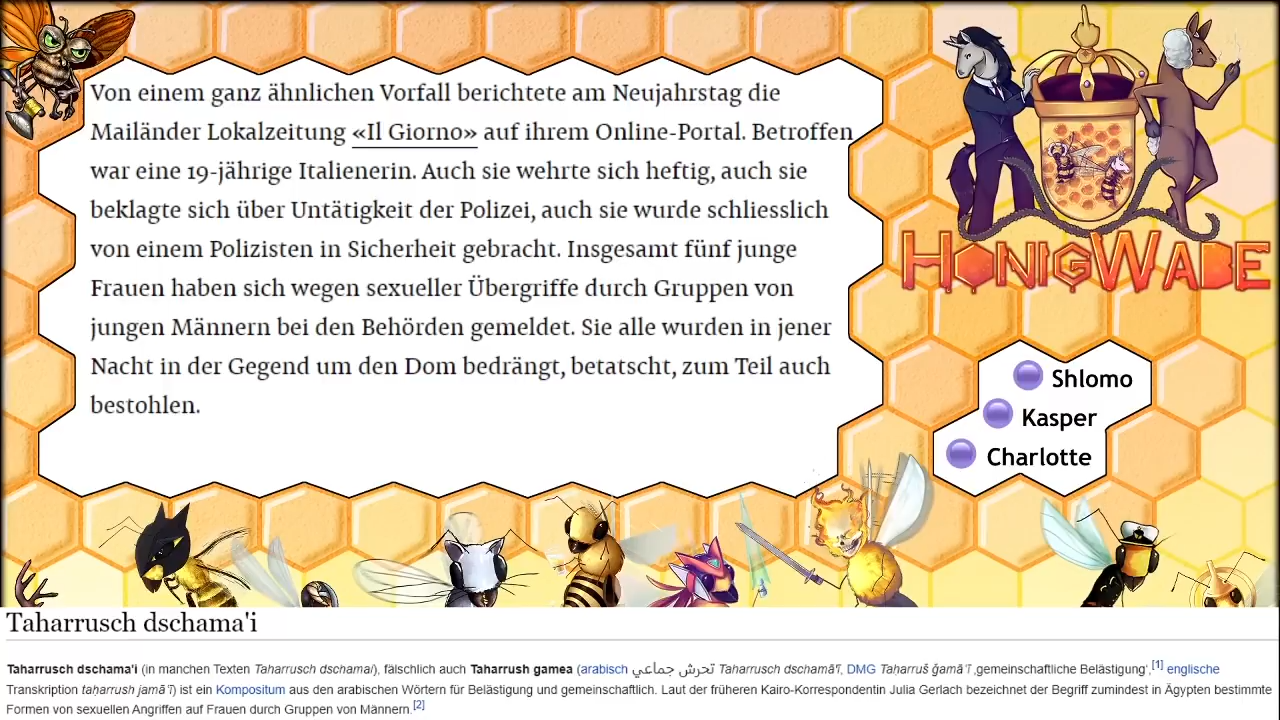 Von einem ganz ähnlichen Vorfall berichtete am Neujahrstag die
Mailänder Lokalzeitung «Il Giorno» auf ihrem Online-Portal. Betroffen
war eine 19-jährige Italienerin. Auch sie wehrte sich heftig, auch sie
beklagte sich über Untätigkeit der Polizei, auch sie wurde schliesslich
von einem Polizisten in Sicherheit gebracht. Insgesamt fünf junge
Frauen haben sich wegen sexueller Übergriffe durch Gruppen von
jungen Männern bei den Behörden gemeldet. Sie alle wurden in jener
Nacht in der Gegend um den Dom bedrängt, betatscht, zum Teil auch
bestohlen.
HONIGWABE
Shlomo
Kasper
Charlotte
Taharrusch dschama'i
Taharrusch dschama'i (in manchen Texten Taharrusch dschamai), fälschlich auch Taharrush gamea (arabisch تحرش جماعي Taharrusch dschamāʿī, DMG Taḥarruš ǧamāʿī ‚gemeinschaftliche Belästigung‘,[1] englische
Transkription taḥarrush jamāʿī) ist ein Kompositum aus den arabischen Wörtern für Belästigung und gemeinschaftlich. Laut der früheren Kairo-Korrespondentin Julia Gerlach bezeichnet der Begriff zumindest in Ägypten bestimmte
Formen von sexuellen Angriffen auf Frauen durch Gruppen von Männern.[2]